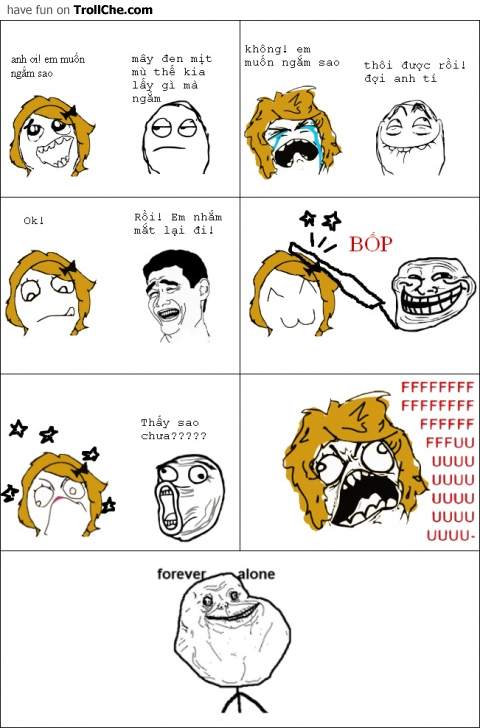 have fun on TrollChe.com
anh ơi! em muốn
ngắm sao
mây đen mịt
mù thế kia
lấy gì mà
ngắm
không! em
muốn ngắm sao
thôi được rồi!
đợi anh tí
Ok!
Rồi! Em nhắm
mắt lại đi!
BỐP
Thấy sao
chưa?????
FFFFFFFF
FFFFFFFF
FFFFFF
FFFUU
UUUU
UUUU
UUUU
UUUU
UUUU-
forever alone